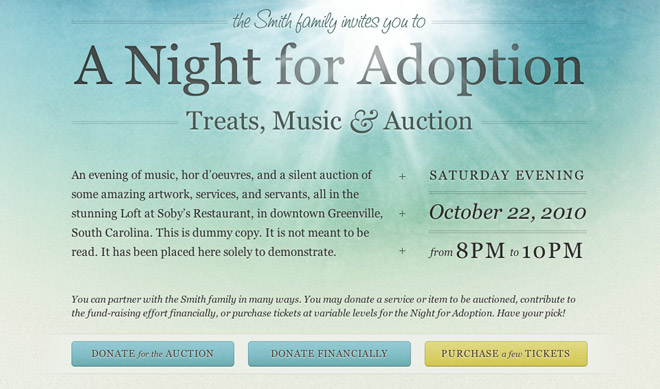 the Smith family invites you to
A Night for Adoption
Treats, Music & Auction
An evening of music, hor d'oeuvres, and a silent auction of
some amazing artwork, services, and servants, all in the
stunning Loft at Soby's Restaurant, in downtown Greenville,
South Carolina. This is dummy copy. It is not meant to be
read. It has been placed here solely to demonstrate.
+ SATURDAY EVENING
+ October 22, 2010
+ from 8PM to 10PM
You can partner with the Smith family in many ways. You may donate a service or item to be auctioned, contribute to
the fund-raising effort financially, or purchase tickets at variable levels for the Night for Adoption. Have your pick!
DONATE for the AUCTION
DONATE FINANCIALLY
PURCHASE a few TICKETS